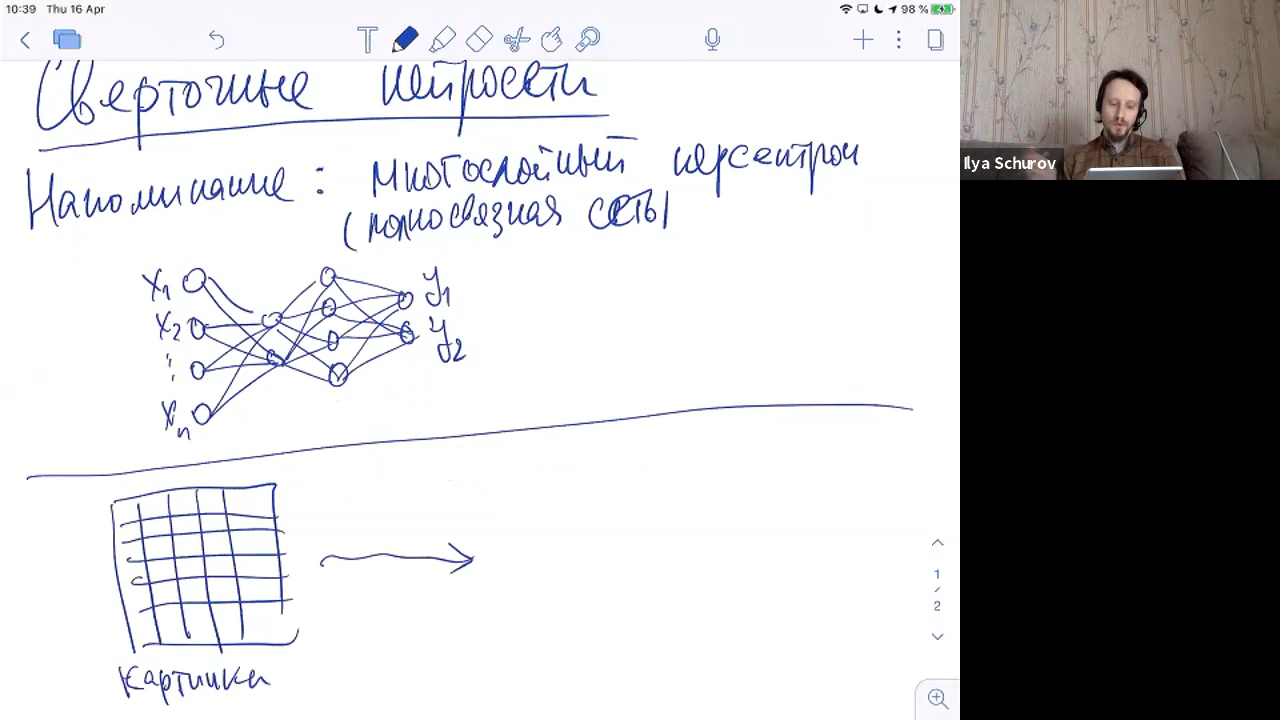 10:39 Thu 16 Apr
98 %
Сверточные нейросети
Напоминание: многослойный персептрон
(полносвязная сеть)
x1
x2
⋮
xn
y1
y2
картинки
1
/
2
Ilya Schurov